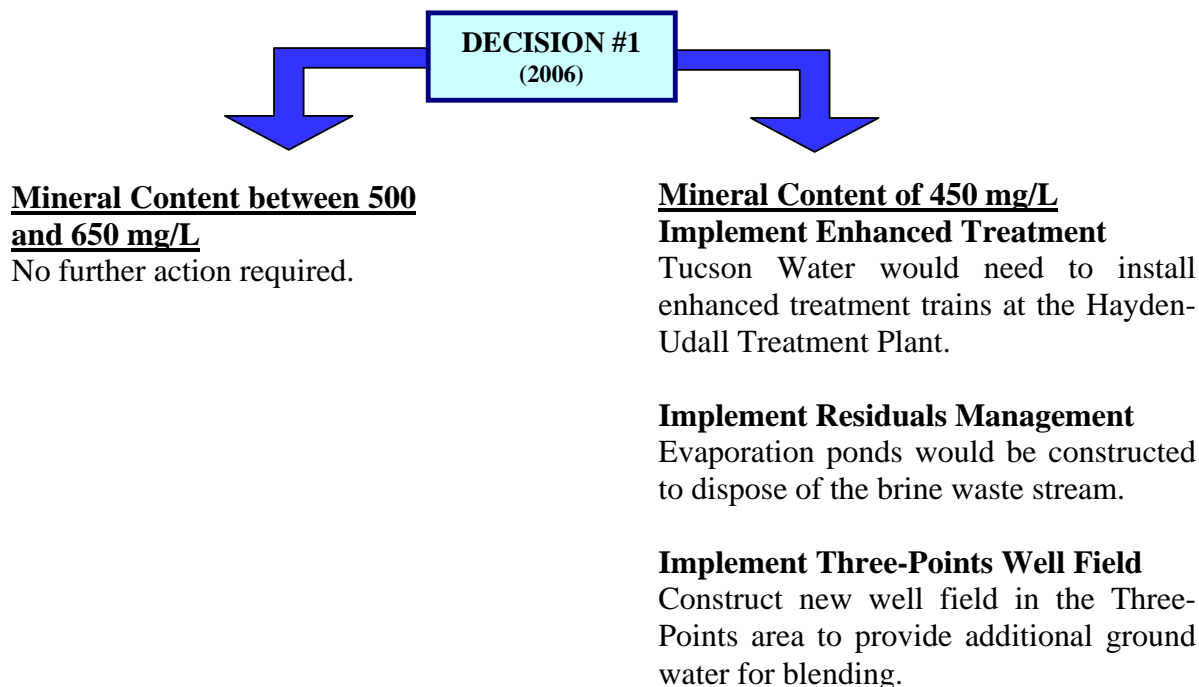 DECISION #1
(2006)
Mineral Content between 500
and 650 mg/L
No further action required.
Mineral Content of 450 mg/L
Implement Enhanced Treatment
Tucson Water would need to install
enhanced treatment trains at the Hayden-
Udall Treatment Plant.
Implement Residuals Management
Evaporation ponds would be constructed
to dispose of the brine waste stream.
Implement Three-Points Well Field
Construct new well field in the Three-
Points area to provide additional ground
water for blending.